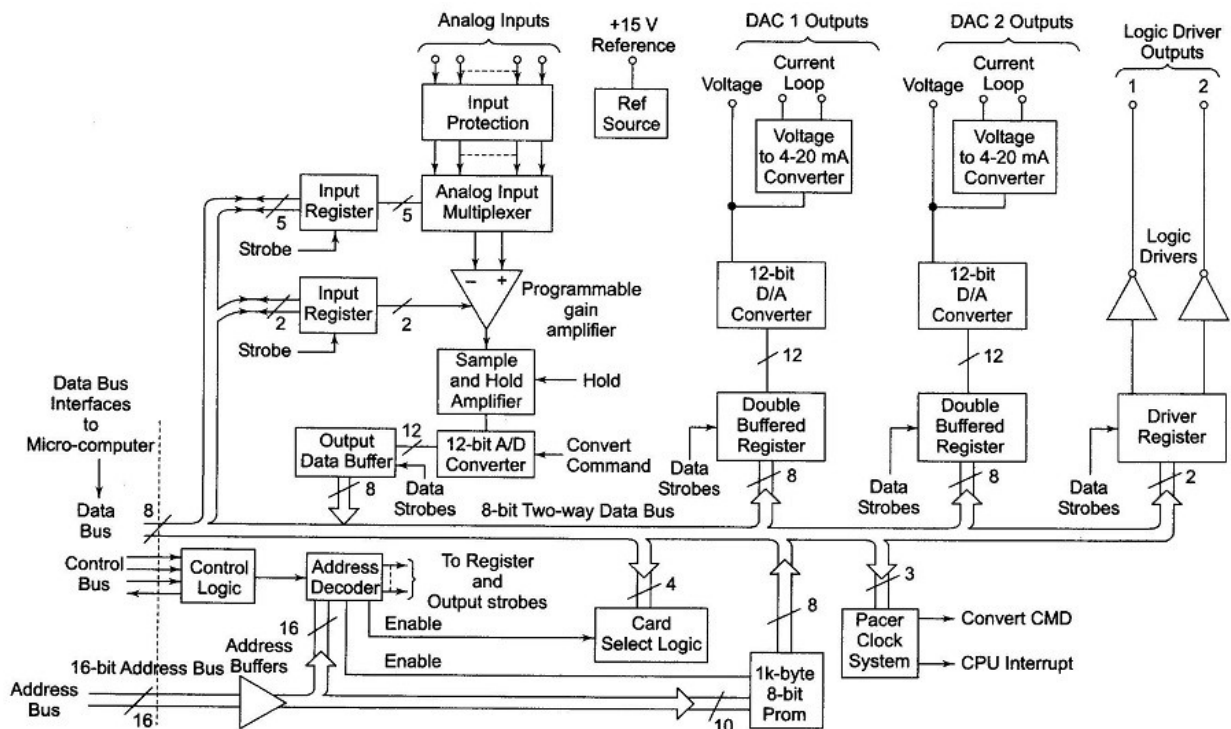 Analog Inputs
+15 V
Reference
Ref
Source
DAC 1 Outputs
Voltage
Current
Loop
Voltage
to 4-20 mA
Converter
DAC 2 Outputs
Voltage
Current
Loop
Voltage
to 4-20 mA
Converter
Logic Driver
Outputs
1
2
Input
Protection
Analog Input
Multiplexer
Input
Register
5
5
Strobe
Input
Register
2
2
Strobe
Programmable
gain
amplifier
− +
Sample
and Hold
Amplifier
Hold
12-bit
D/A
Converter
12
12-bit
D/A
Converter
12
Logic
Drivers
Data Bus
Interfaces
to
Micro-computer
Output
Data Buffer
12
12-bit A/D
Converter
Convert
Command
8
Data
Strobes
Double
Buffered
Register
Data
Strobes
8
Double
Buffered
Register
Data
Strobes
8
Driver
Register
Data
Strobes
2
8
Data
Bus
8-bit Two-way Data Bus
Control
Bus
Control
Logic
Address
Decoder
To Register
and
Output strobes
16
Enable
4
Card
Select Logic
8
3
Pacer
Clock
System
Convert CMD
CPU Interrupt
Enable
1k-byte
8-bit
Prom
16-bit Address Bus
Address
Buffers
Address
Bus
16
10